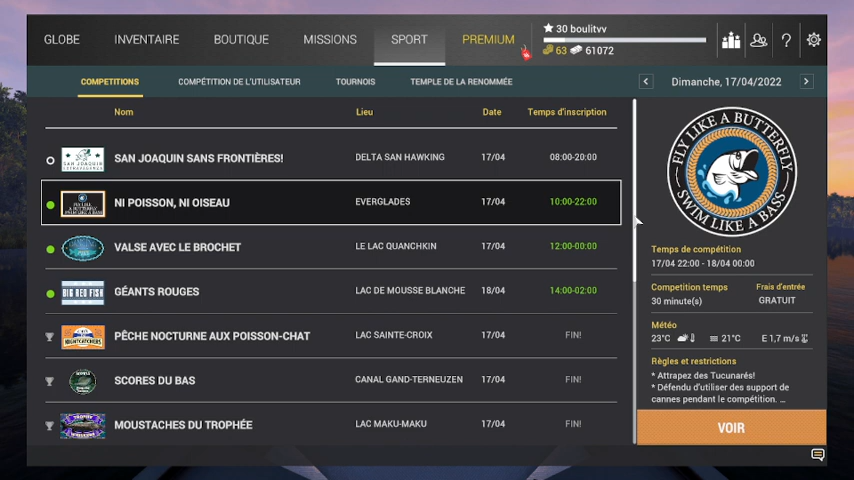 GLOBE INVENTAIRE BOUTIQUE MISSIONS SPORT PREMIUM
30 boulitvv
63 61072
COMPETITIONS COMPÉTITION DE L'UTILISATEUR TOURNOIS TEMPLE DE LA RENOMMÉE
< Dimanche, 17/04/2022 >
Nom Lieu Date Temps d'inscription
SAN JOAQUIN SANS FRONTIÈRES! DELTA SAN HAWKING 17/04 08:00-20:00
NI POISSON, NI OISEAU EVERGLADES 17/04 10:00-22:00
VALSE AVEC LE BROCHET LE LAC QUANCHKIN 17/04 12:00-00:00
BIG RED FISH
GÉANTS ROUGES LAC DE MOUSSE BLANCHE 18/04 14:00-02:00
PÊCHE NOCTURNE AUX POISSON-CHAT LAC SAINTE-CROIX 17/04 FIN!
SCORES DU BAS CANAL GAND-TERNEUZEN 17/04 FIN!
MOUSTACHES DU TROPHÉE LAC MAKU-MAKU 17/04 FIN!
FLY LIKE A BUTTERFLY
SWIM LIKE A BASS
Temps de compétition
17/04 22:00 - 18/04 00:00
Competition temps Frais d'entrée
30 minute(s) GRATUIT
Météo
23°C 21°C E 1,7 m/s
Règles et restrictions
* Attrapez des Tucunarés!
* Défendu d'utiliser des support de
cannes pendant le compétition. ...
VOIR